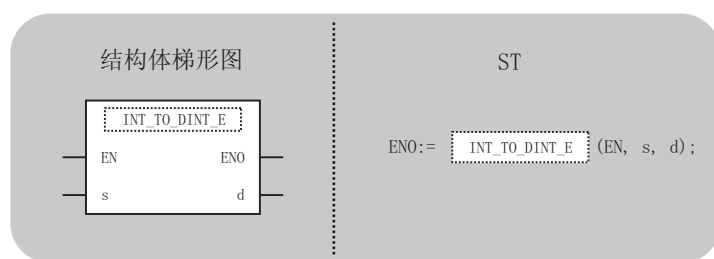 结构体梯形图
INT_TO_DINT_E
EN ENO
s d
ST
ENO:= INT_TO_DINT_E (EN, s, d);